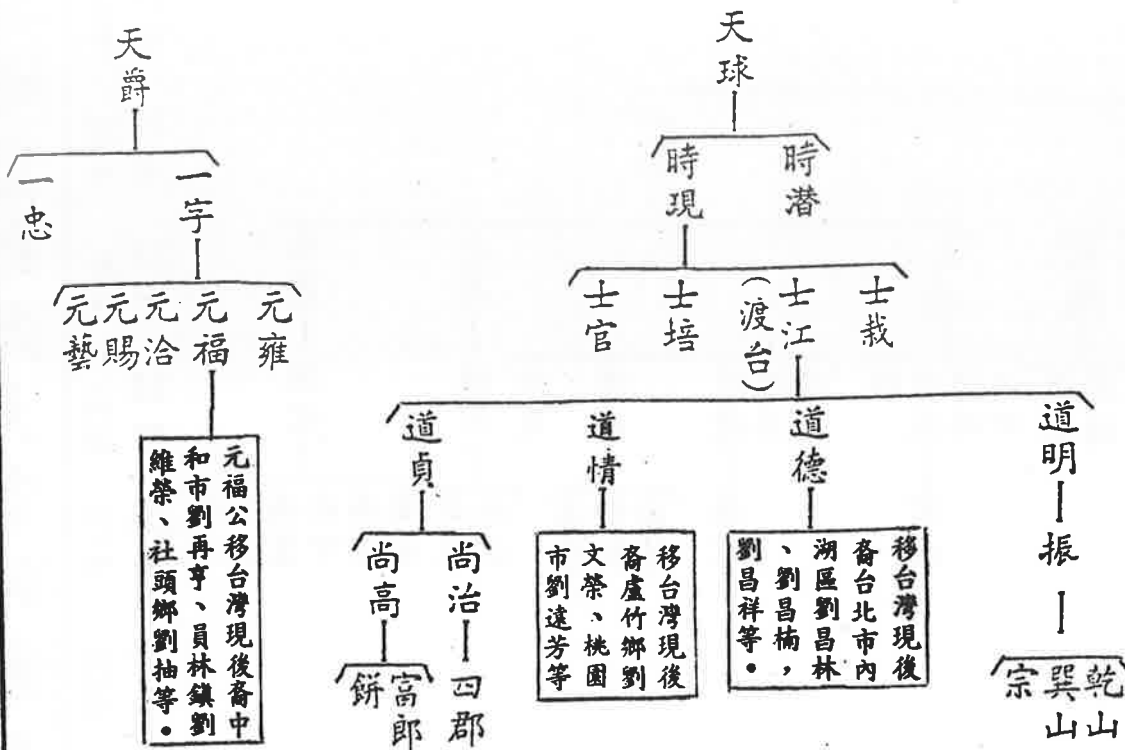 天球
時潛
時現
士栽
士江
（渡台）
士培
士官
道明
振
乾山
巽山
宗
道德
移台灣現後
裔台北市內
湖區劉昌林
、劉昌楠，
劉昌祥等。
道情
移台灣現後
裔盧竹鄉劉
文榮、桃園
市劉遠芳等
道貞
尚治
四郡
尚高
富郎
餅
天爵
一字
元雍
元福
元福公移台灣現後裔中
和市劉再亨、員林鎮劉
維榮、社頭鄉劉抽等。
元洽
元賜
元藝
一忠